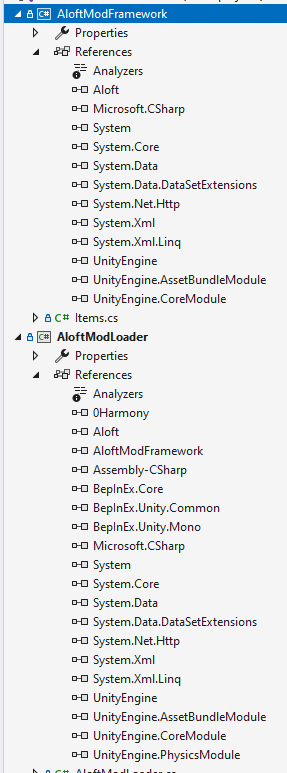 C# AloftModFramework
Properties
References
Analyzers
Aloft
Microsoft.CSharp
System
System.Core
System.Data
System.Data.DataSetExtensions
System.Net.Http
System.Xml
System.Xml.Linq
UnityEngine
UnityEngine.AssetBundleModule
UnityEngine.CoreModule
C# Items.cs
C# AloftModLoader
Properties
References
Analyzers
0Harmony
Aloft
AloftModFramework
Assembly-CSharp
BepInEx.Core
BepInEx.Unity.Common
BepInEx.Unity.Mono
Microsoft.CSharp
System
System.Core
System.Data
System.Data.DataSetExtensions
System.Net.Http
System.Xml
System.Xml.Linq
UnityEngine
UnityEngine.AssetBundleModule
UnityEngine.CoreModule
UnityEngine.PhysicsModule